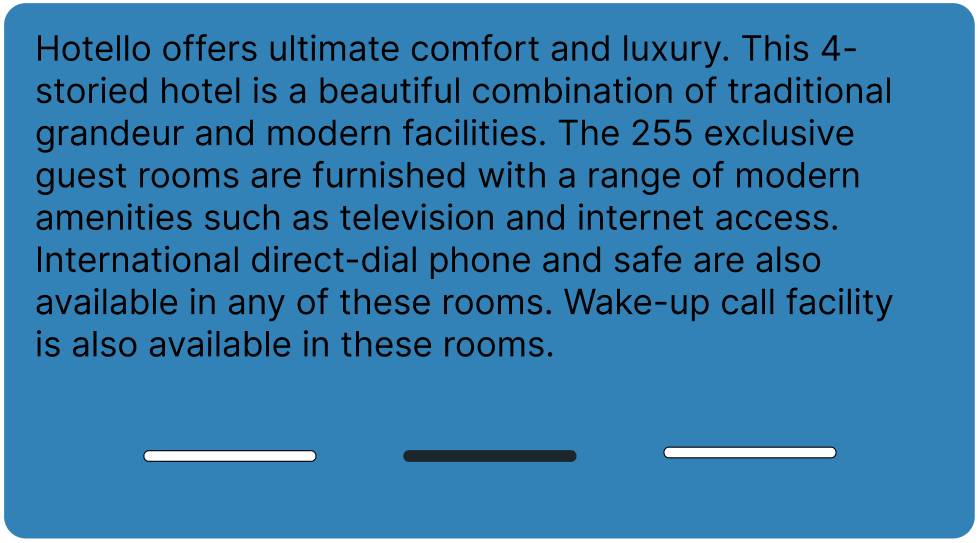 Hotello offers ultimate comfort and luxury. This 4-
storied hotel is a beautiful combination of traditional
grandeur and modern facilities. The 255 exclusive
guest rooms are furnished with a range of modern
amenities such as television and internet access.
International direct-dial phone and safe are also
available in any of these rooms. Wake-up call facility
is also available in these rooms.